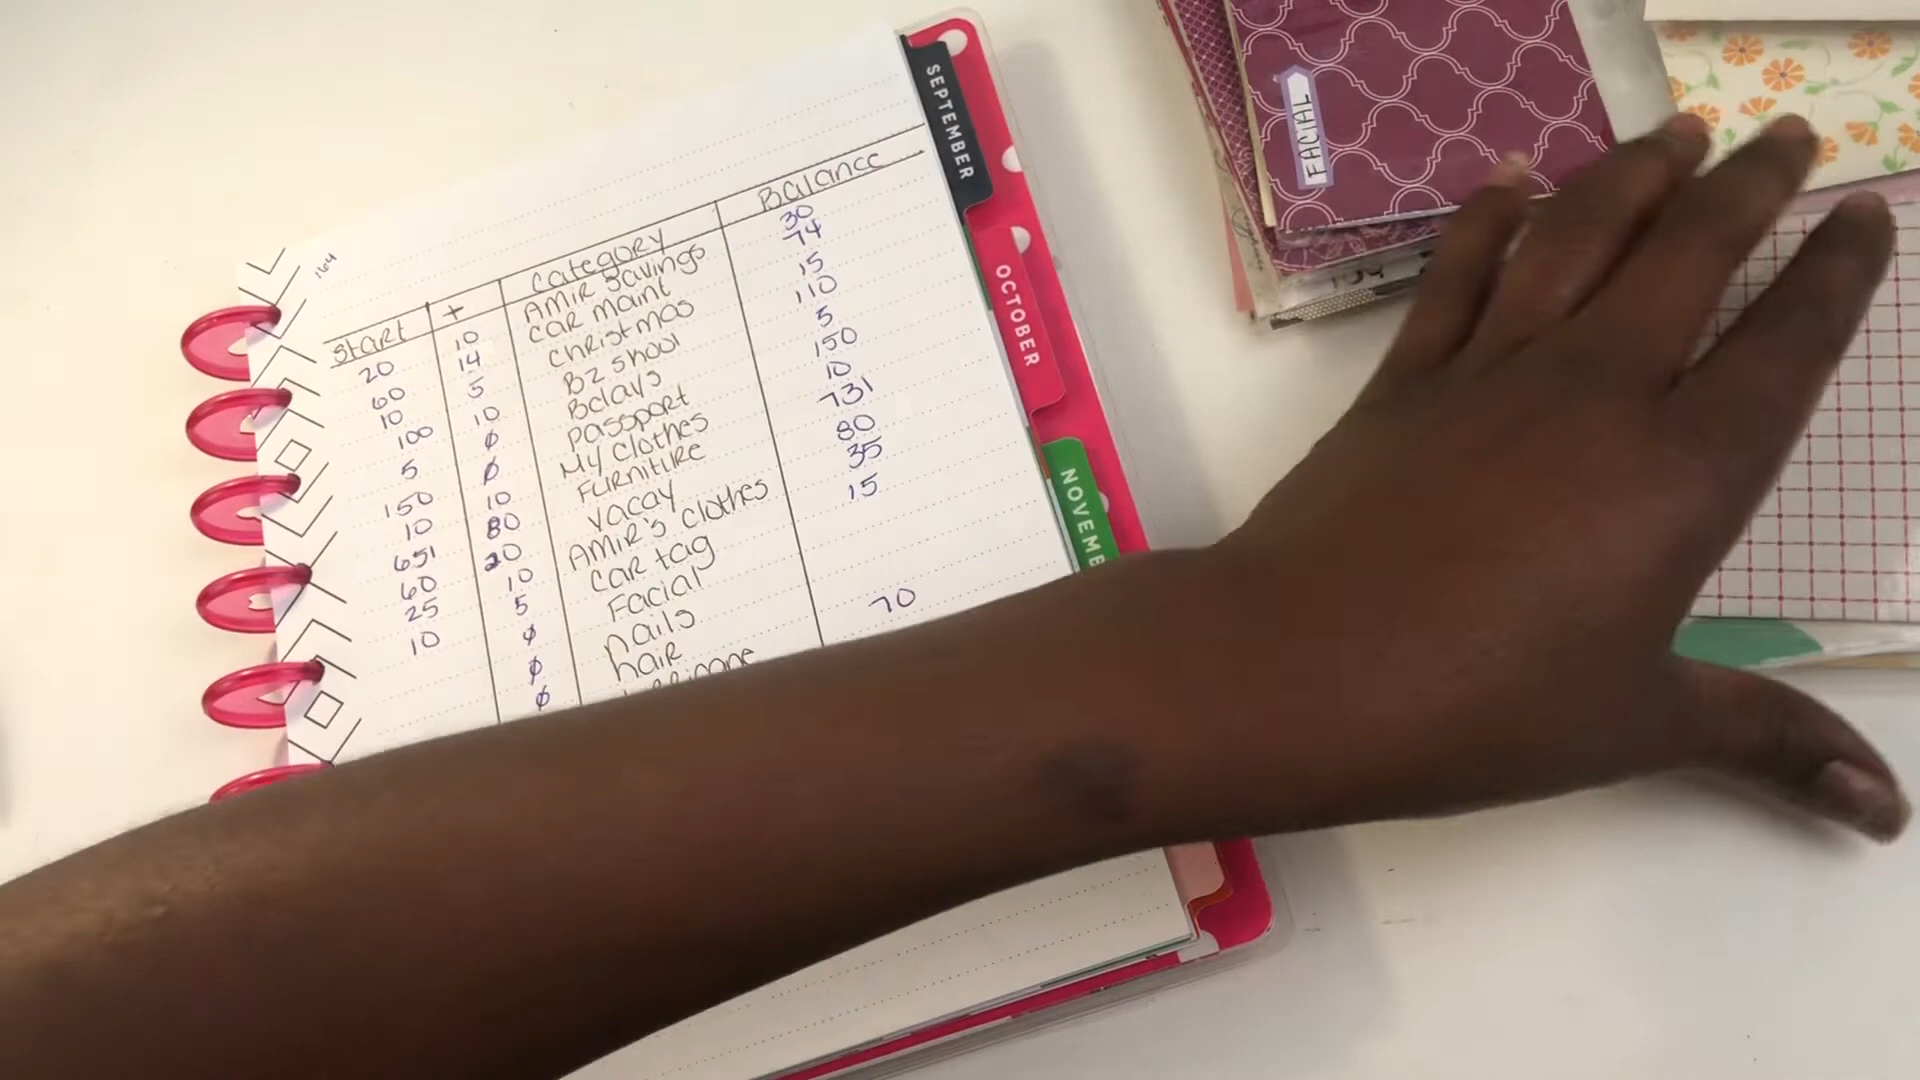 164
Start + Category Balance
20 10 AMIR Savings 30
60 14 Car maint 74
10 5 Christmas 15
100 10 Bz Skool 110
5 ø Bdays 5
150 ø Passport 150
10 10 My Clothes 10
651 80 FURNITURE 731
60 20 Vacay 80
25 10 AMIR's Clothes 35
10 5 Car tag 15
ø Facial
ø nails
ø hair
70
SEPTEMBER
OCTOBER
NOVEMBE
FACIAL